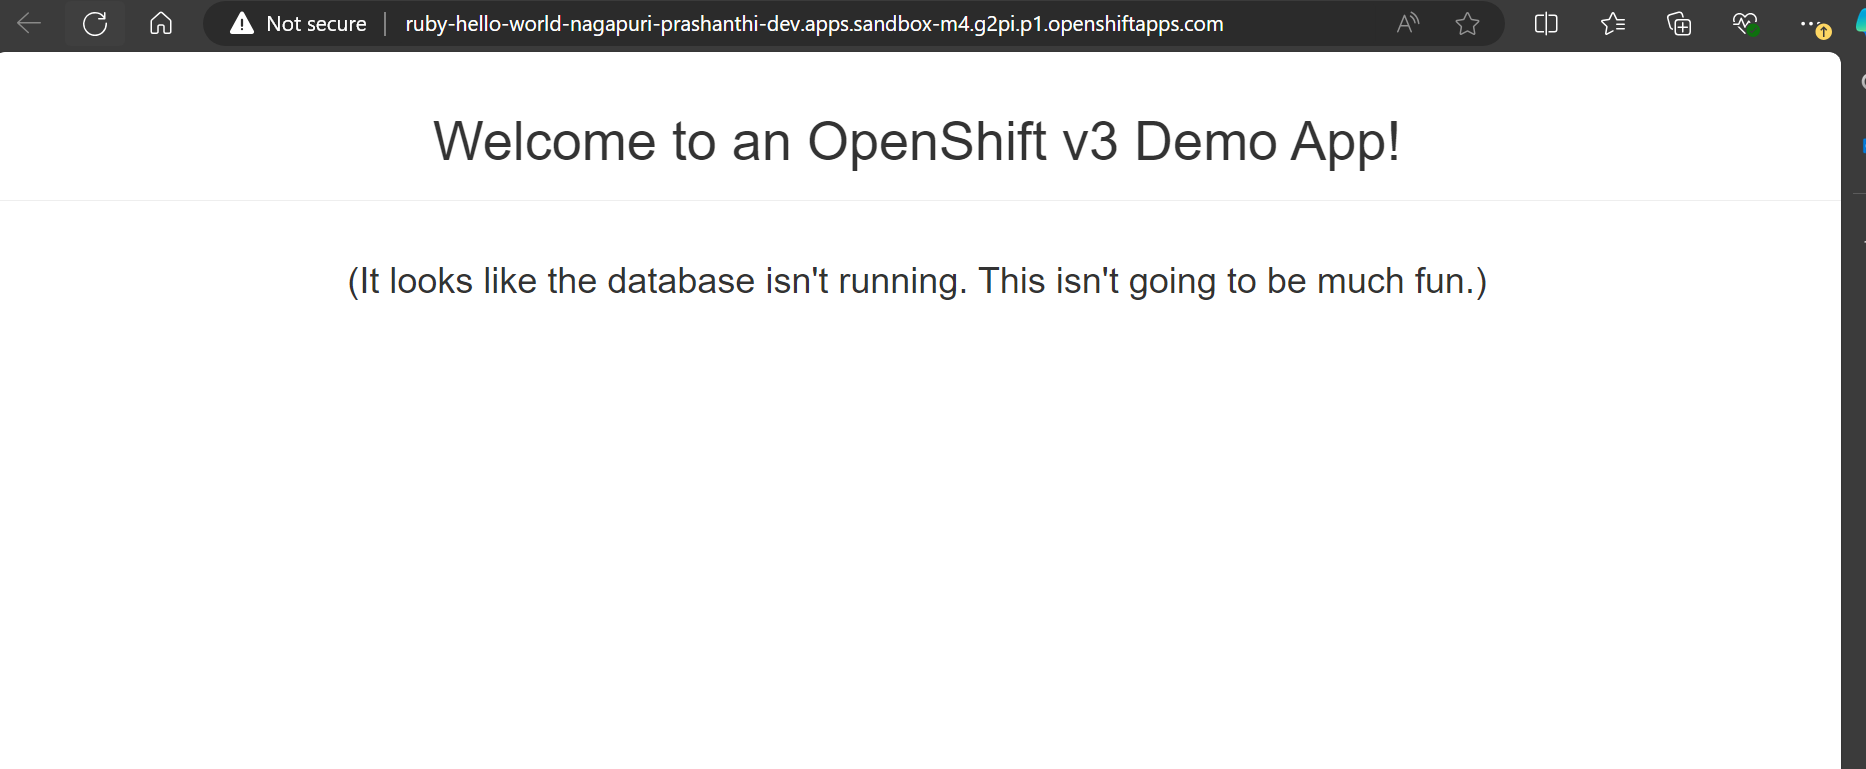 Not secure | ruby-hello-world-nagapuri-prashanthi-dev.apps.sandbox-m4.g2pi.p1.openshiftapps.com
Welcome to an OpenShift v3 Demo App!
(It looks like the database isn't running. This isn't going to be much fun.)